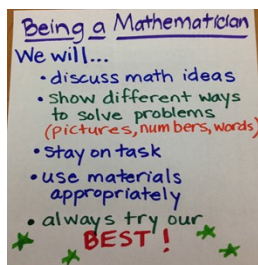 Being a Mathematician
We will...
• discuss math ideas
• show different ways
to solve problems
(pictures, numbers, words)
• stay on task
• use materials
appropriately
• always try our
BEST!